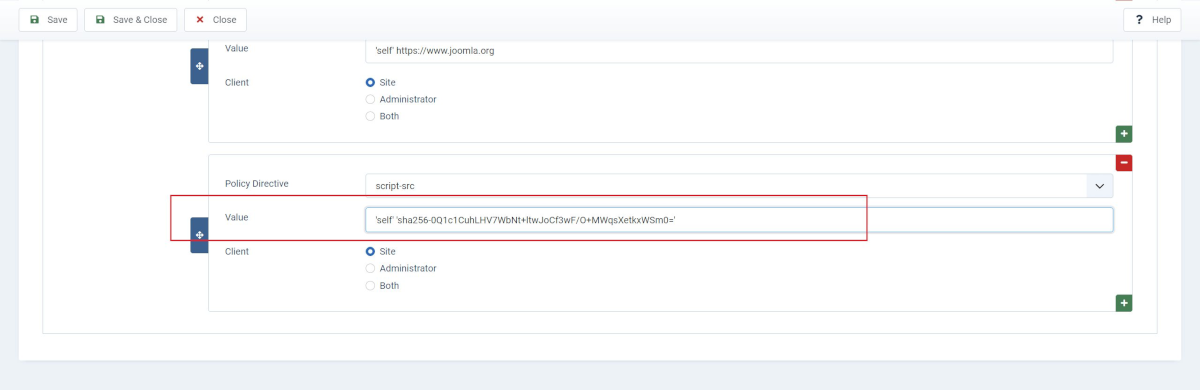 Save Save & Close Close ? Help
Value 'self' https://www.joomla.org
Client Site
Administrator
Both
Policy Directive script-src
Value 'self' 'sha256-0Q1c1CuhLHV7WbNt+ltwJoCf3wF/O+MWqsXetkxWSm0='
Client Site
Administrator
Both